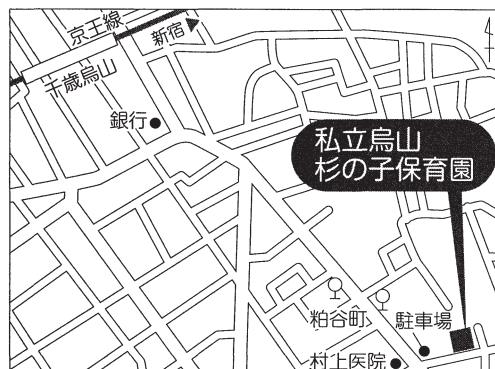 京王線
新宿
千歳烏山
銀行
私立烏山
杉の子保育園
粕谷町
駐車場
村上医院